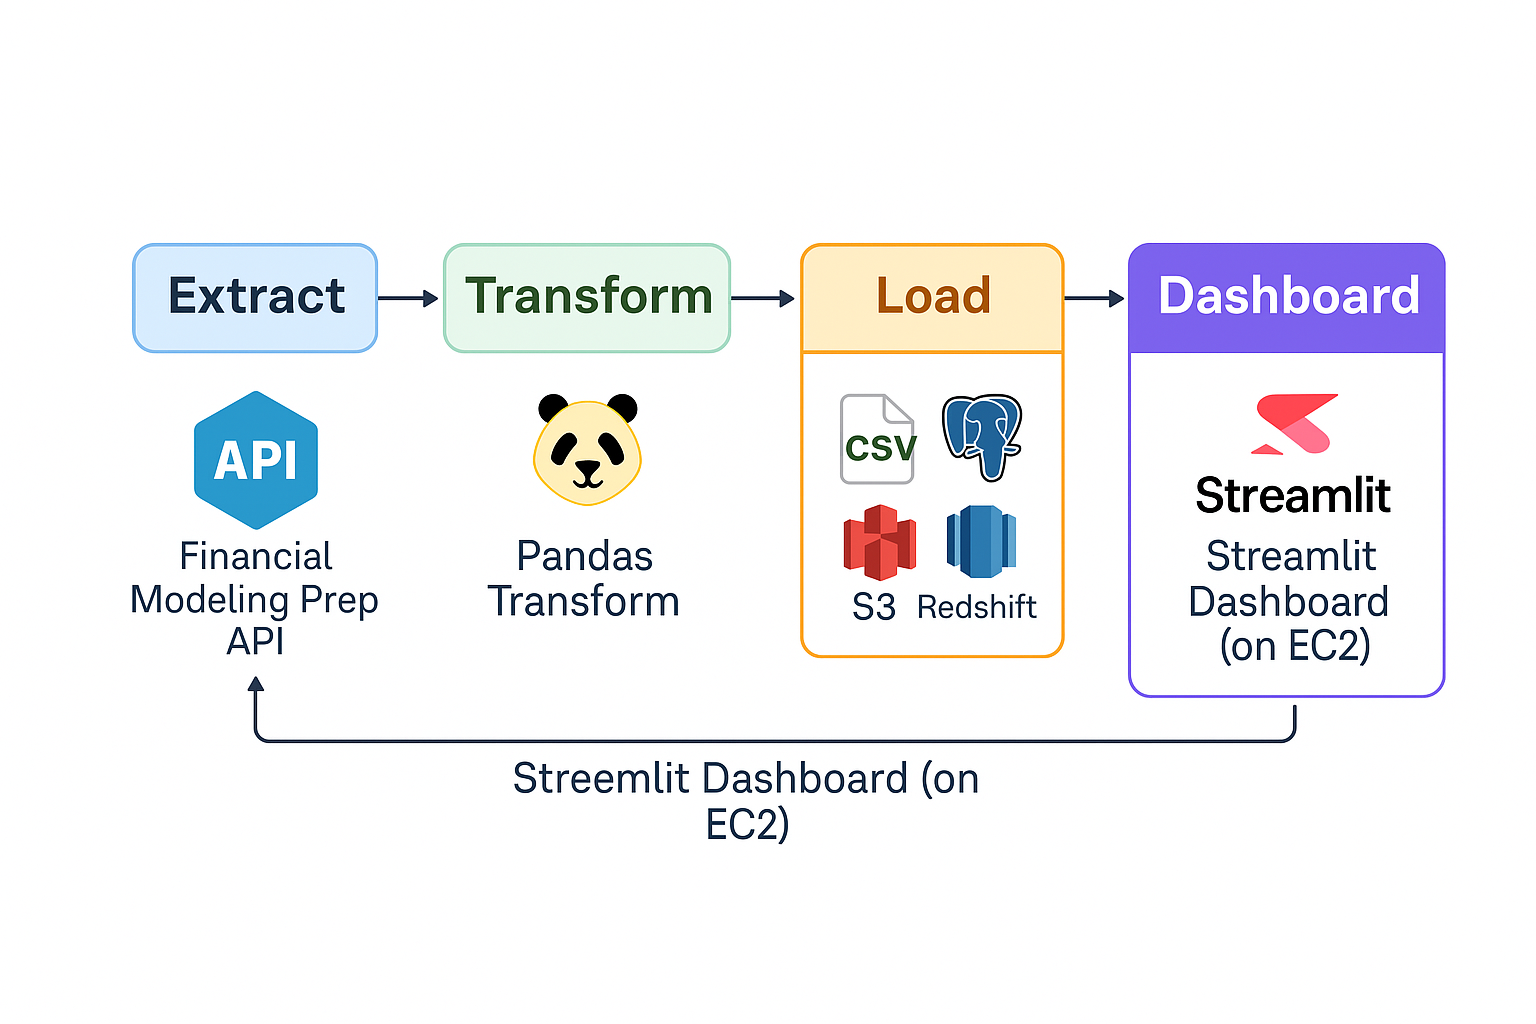 Extract
Transform
Load
Dashboard
API
Financial
Modeling Prep
API
Pandas
Transform
CSV
S3 Redshift
Streamlit
Streamlit
Dashboard
(on EC2)
Streemlit Dashboard (on
EC2)